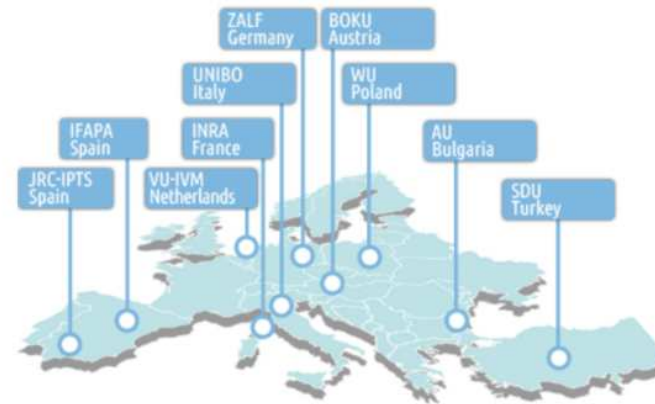 ZALF
Germany
BOKU
Austria
UNIBO
Italy
WU
Poland
IFAPA
Spain
INRA
France
AU
Bulgaria
JRC-IPTS
Spain
VU-IVM
Netherlands
SDU
Turkey